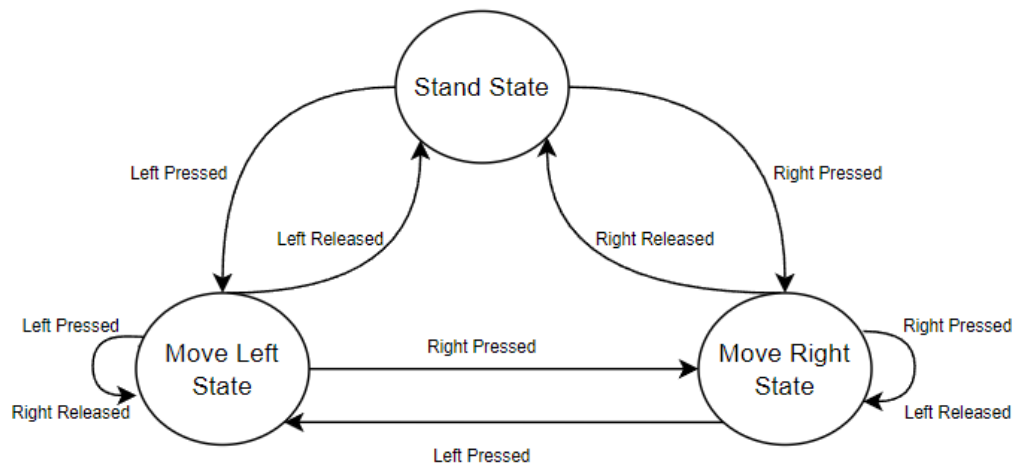 Stand State
Left Pressed
Right Pressed
Left Released
Right Released
Left Pressed
Right Released
Move Left
State
Right Pressed
Left Pressed
Move Right
State
Right Pressed
Left Released